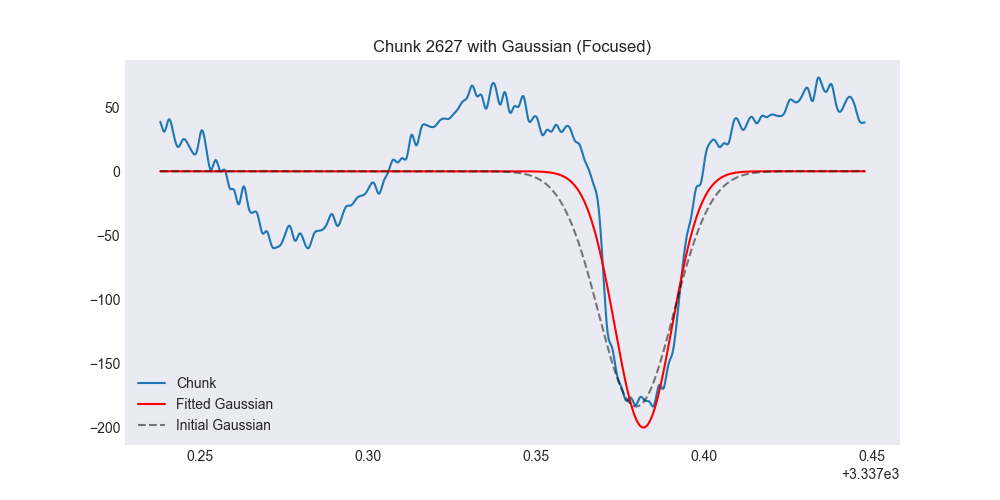 Chunk 2627 with Gaussian (Focused)
50
0
−50
−100
−150
−200
Chunk
Fitted Gaussian
Initial Gaussian
0.25 0.30 0.35 0.40 0.45
+3.337e3